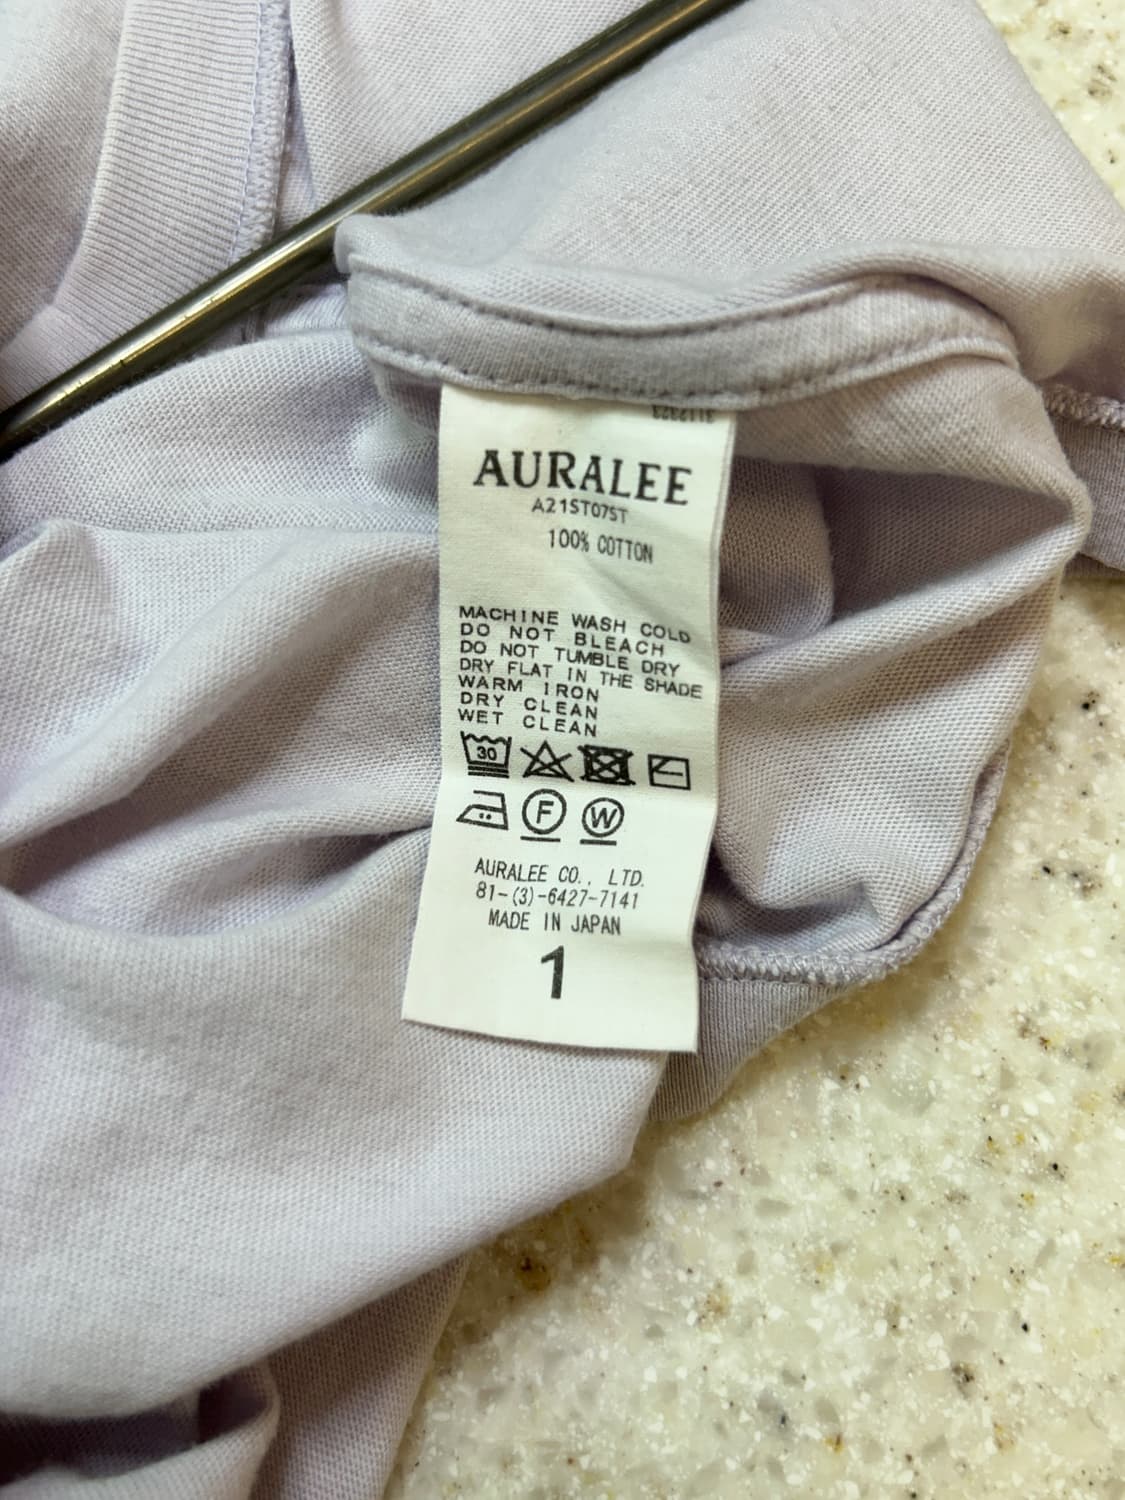 AURALEE
A21ST07ST
100% COTTON
MACHINE WASH COLD
DO NOT BLEACH
DO NOT TUMBLE DRY
DRY FLAT IN THE SHADE
WARM IRON
DRY CLEAN
WET CLEAN
30
F W
AURALEE CO., LTD.
81-(3)-6427-7141
MADE IN JAPAN
1